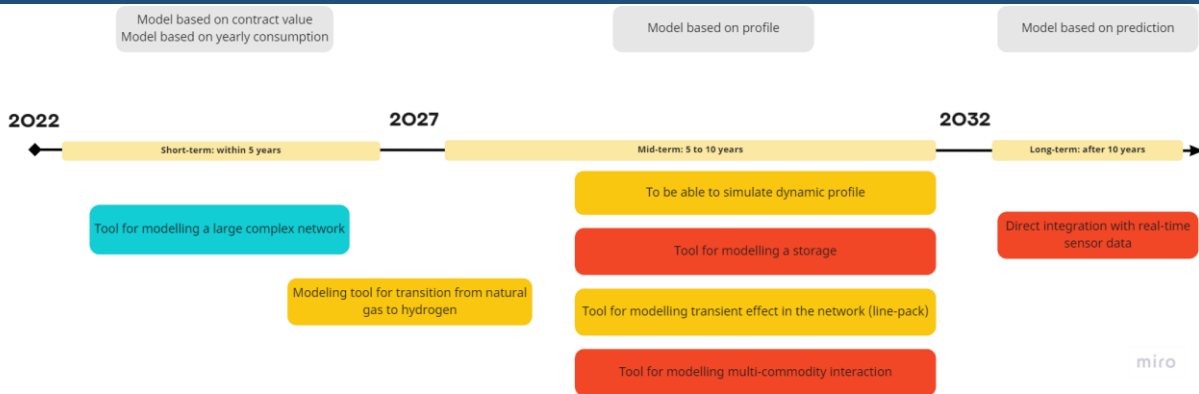 Model based on contract value
Model based on yearly consumption
Model based on profile
Model based on prediction
2022
2027
2032
Short-term: within 5 years
Mid-term: 5 to 10 years
Long-term: after 10 years
To be able to simulate dynamic profile
Tool for modelling a large complex network
Direct integration with real-time
sensor data
Tool for modelling a storage
Modeling tool for transition from natural
gas to hydrogen
Tool for modelling transient effect in the network (line-pack)
Tool for modelling multi-commodity interaction
miro